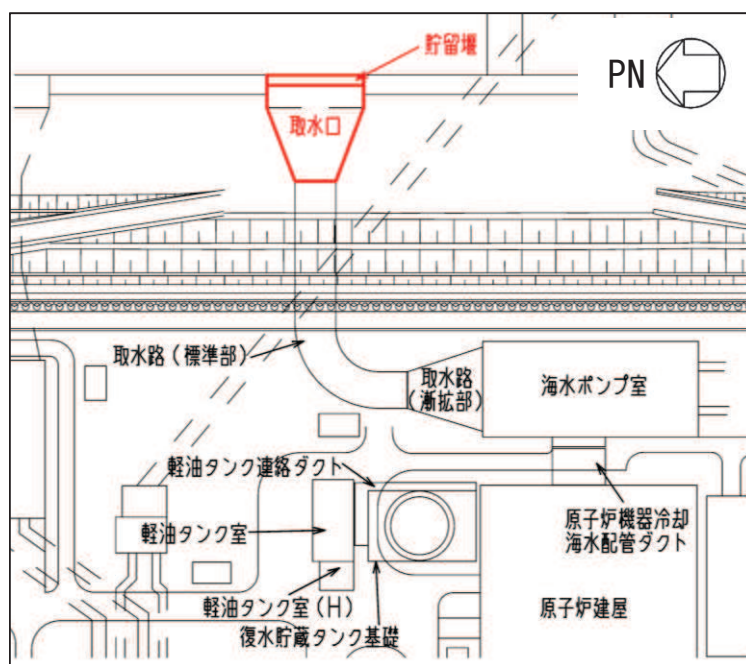 貯留堰
PN
取水口
取水路(標準部)
取水路
(漸拡部)
海水ポンプ室
軽油タンク連絡ダクト
軽油タンク室
原子炉機器冷却
海水配管ダクト
軽油タンク室(H)
復水貯蔵タンク基礎
原子炉建屋